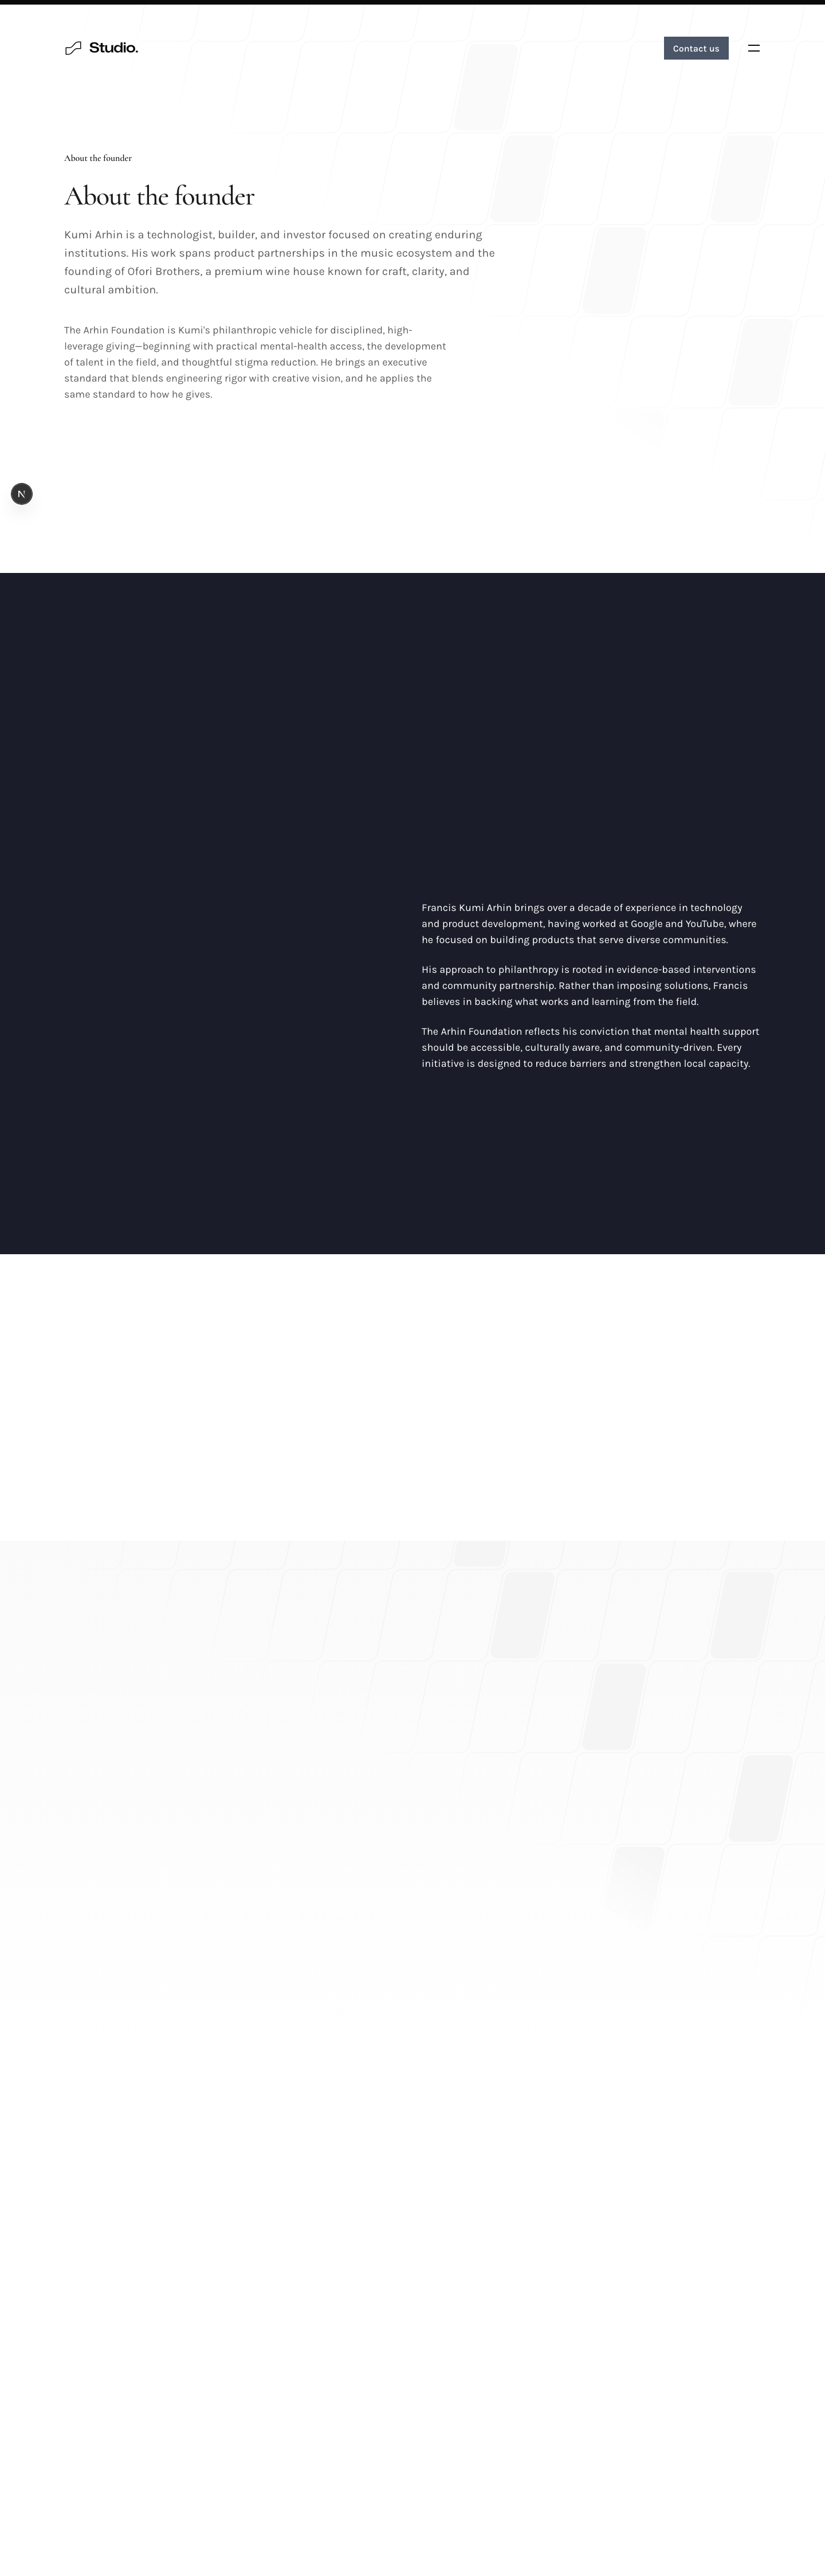 Studio.
Contact us
About the founder
About the founder
Kumi Arhin is a technologist, builder, and investor focused on creating enduring
institutions. His work spans product partnerships in the music ecosystem and the
founding of Ofori Brothers, a premium wine house known for craft, clarity, and
cultural ambition.
The Arhin Foundation is Kumi's philanthropic vehicle for disciplined, high-
leverage giving—beginning with practical mental-health access, the development
of talent in the field, and thoughtful stigma reduction. He brings an executive
standard that blends engineering rigor with creative vision, and he applies the
same standard to how he gives.
N
Francis Kumi Arhin brings over a decade of experience in technology
and product development, having worked at Google and YouTube, where
he focused on building products that serve diverse communities.
His approach to philanthropy is rooted in evidence-based interventions
and community partnership. Rather than imposing solutions, Francis
believes in backing what works and learning from the field.
The Arhin Foundation reflects his conviction that mental health support
should be accessible, culturally aware, and community-driven. Every
initiative is designed to reduce barriers and strengthen local capacity.